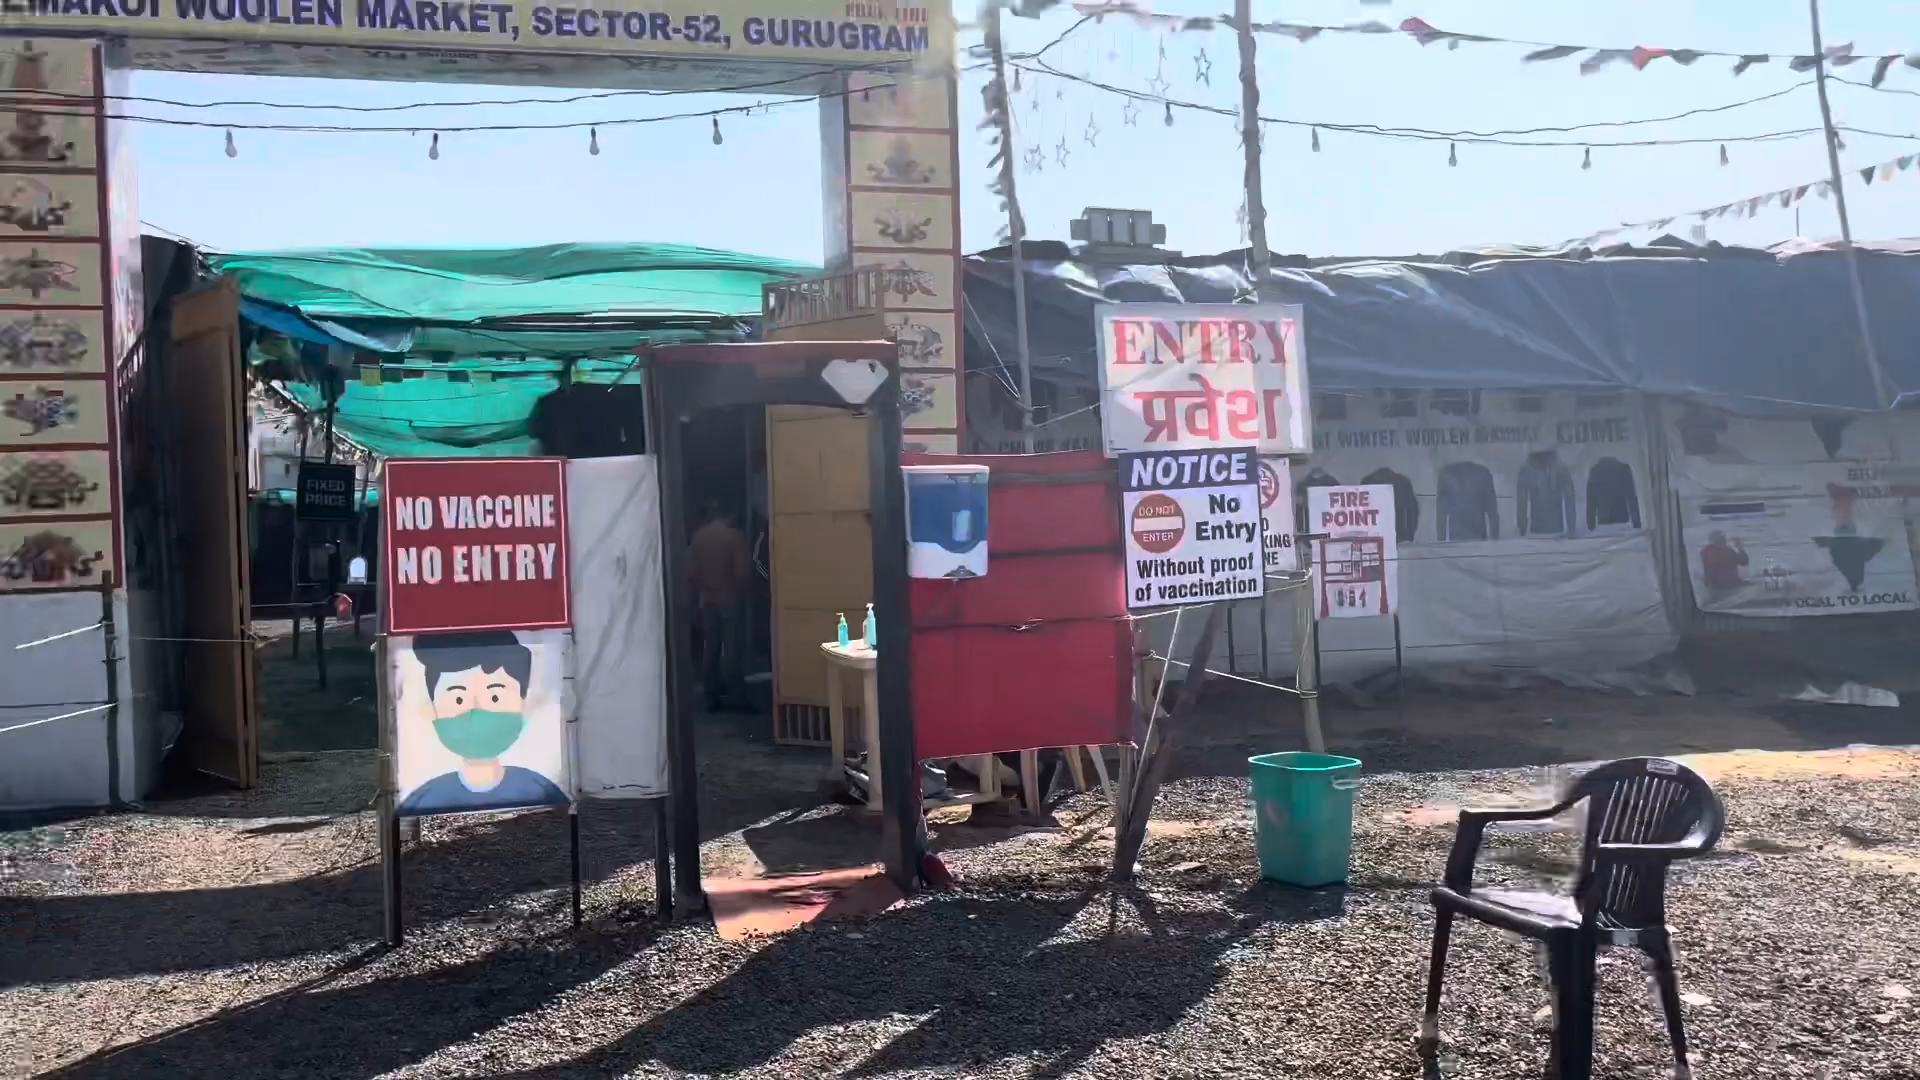 WOOLEN MARKET, SECTOR-52, GURUGRAM
FIXED
PRICE
NO VACCINE
NO ENTRY
ENTRY
प्रवेश
NOTICE
DO NOT
ENTER
No
Entry
Without proof
of vaccination
FIRE
POINT
WINTER WOOLEN
COME
TO LOCAL